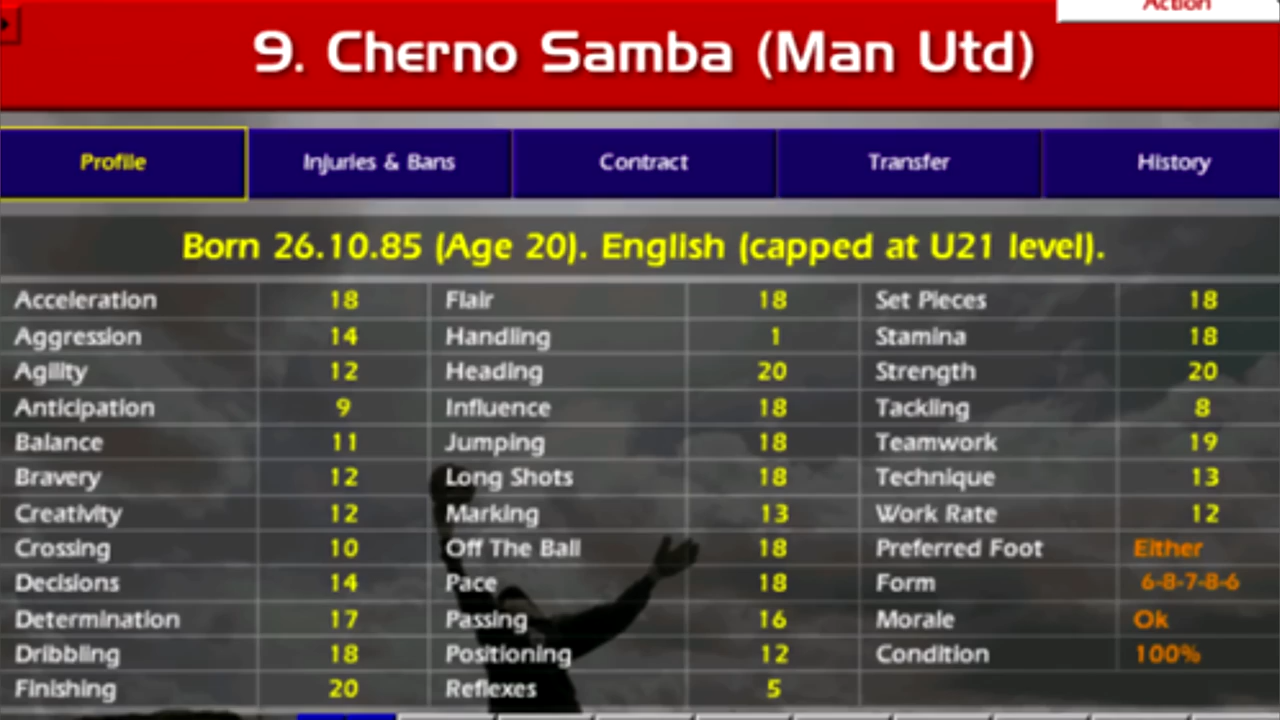 Action
9. Cherno Samba (Man Utd)
Profile Injuries & Bans Contract Transfer History
Born 26.10.85 (Age 20). English (capped at U21 level).
Acceleration 18 Flair 18 Set Pieces 18
Aggression 14 Handling 1 Stamina 18
Agility 12 Heading 20 Strength 20
Anticipation 9 Influence 18 Tackling 8
Balance 11 Jumping 18 Teamwork 19
Bravery 12 Long Shots 18 Technique 13
Creativity 12 Marking 13 Work Rate 12
Crossing 10 Off The Ball 18 Preferred Foot Either
Decisions 14 Pace 18 Form 6-8-7-8-6
Determination 17 Passing 16 Morale Ok
Dribbling 18 Positioning 12 Condition 100%
Finishing 20 Reflexes 5